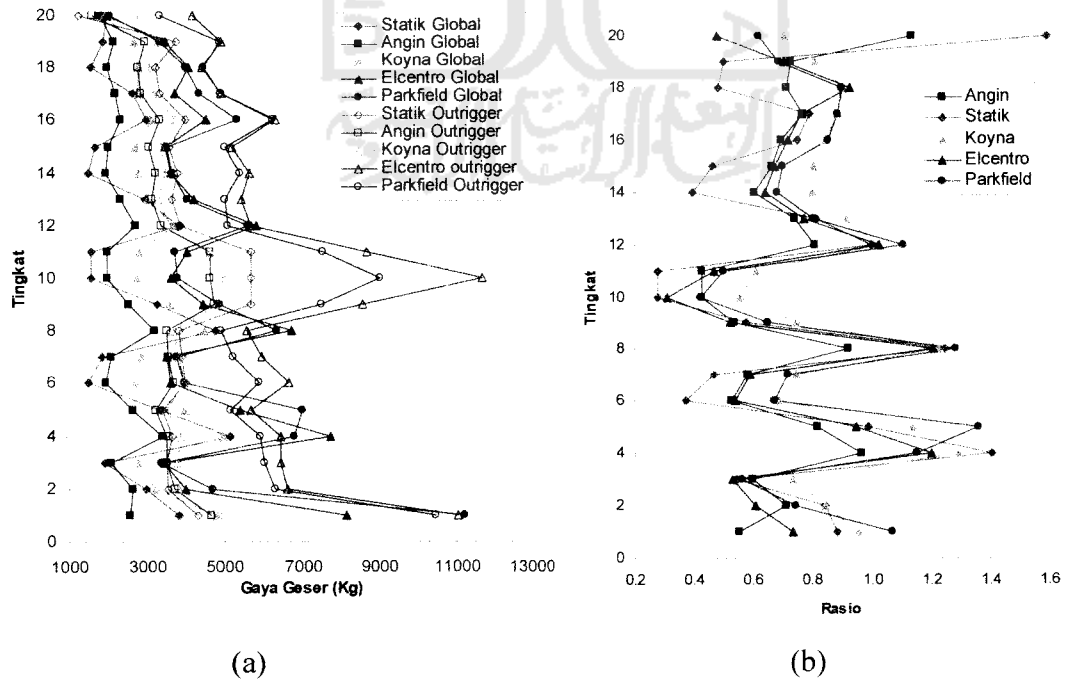 Tingkat
20
18
16
14
12
10
8
6
4
2
0
1000 3000 5000 7000 9000 11000 13000
Gaya Geser (Kg)
Statik Global
Angin Global
Koyna Global
Elcentro Global
Parkfield Global
Statik Outrigger
Angin Outrigger
Koyna Outrigger
Elcentro outrigger
Parkfield Outrigger
(a)
Tingkat
20
18
16
14
12
10
8
6
4
2
0
0.2 0.4 0.6 0.8 1.0 1.2 1.4 1.6
Rasio
Angin
Statik
Koyna
Elcentro
Parkfield
(b)